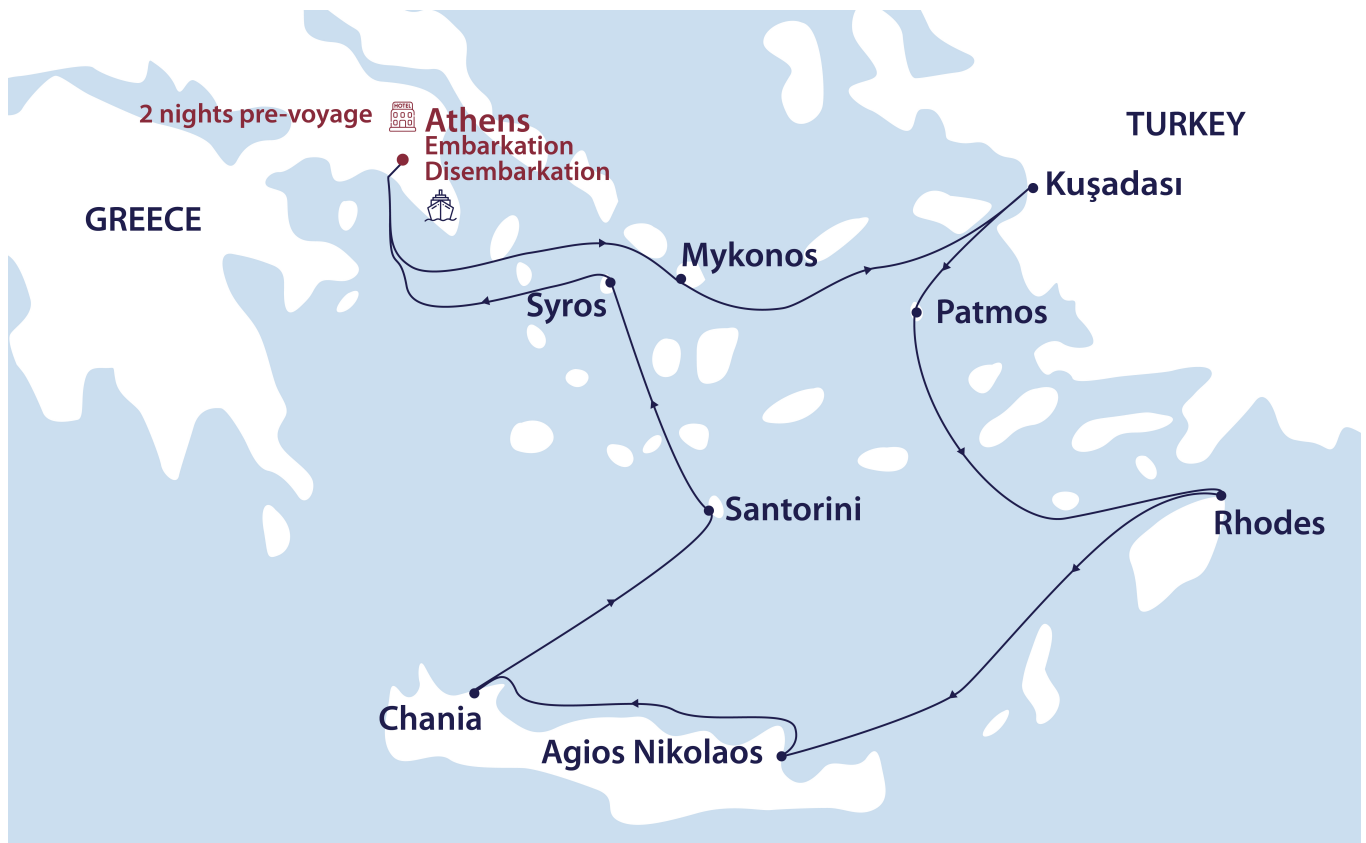 HOTEL
2 nights pre-voyage
Athens
Embarkation
Disembarkation
TURKEY
Kuşadası
GREECE
Mykonos
Syros
Patmos
Santorini
Rhodes
Chania
Agios Nikolaos